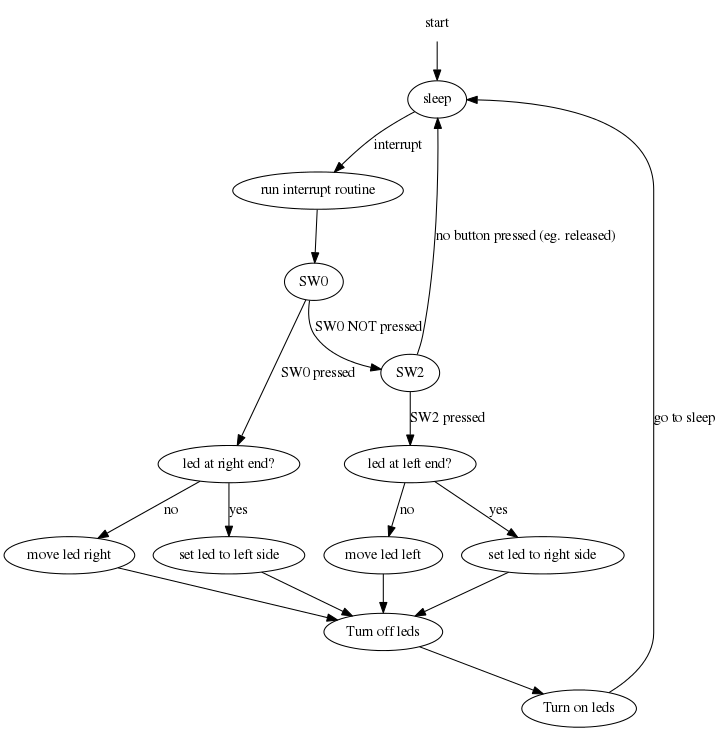 start
sleep
interrupt
run interrupt routine
no button pressed (eg. released)
SW0
SW0 NOT pressed
SW0 pressed
SW2
SW2 pressed
go to sleep
led at right end?
led at left end?
no
yes
no
yes
move led right
set led to left side
move led left
set led to right side
Turn off leds
Turn on leds